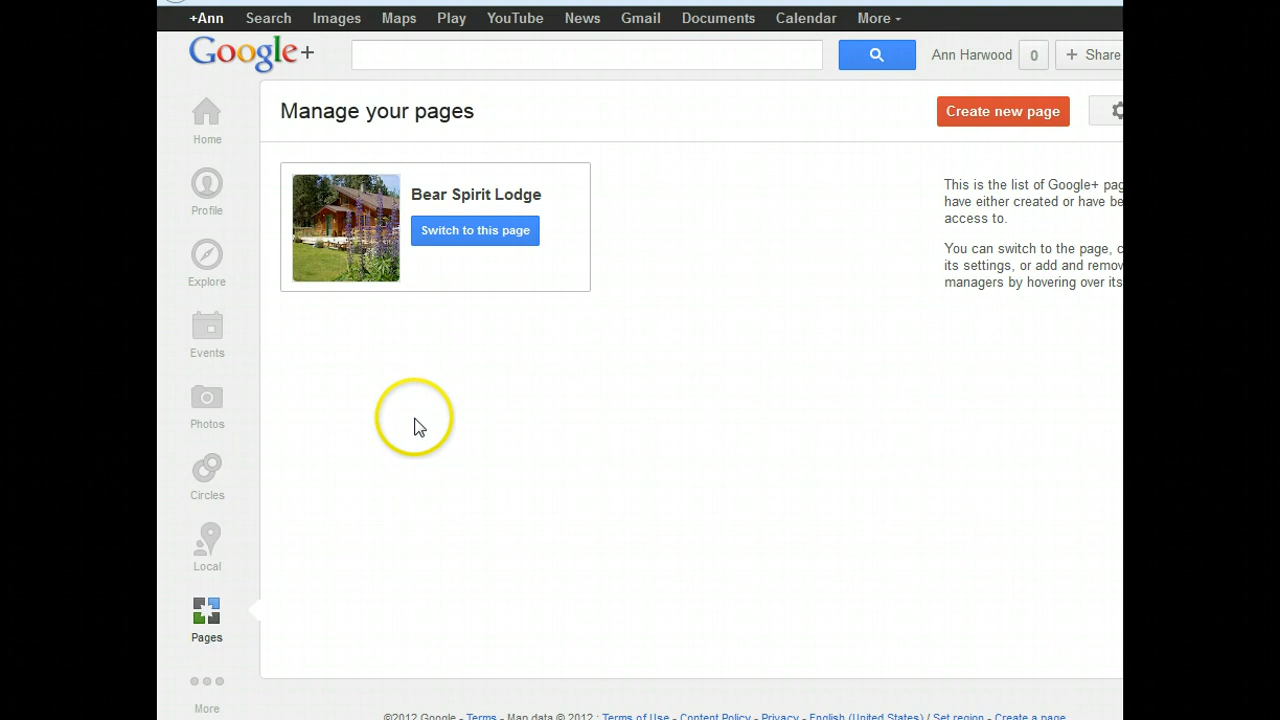 +Ann Search Images Maps Play YouTube News Gmail Documents Calendar More
Google+
Ann Harwood 0 + Share
Manage your pages
Create new page
Home
Profile
Explore
Events
Photos
Circles
Local
Pages
More
Bear Spirit Lodge
Switch to this page
This is the list of Google+ pag
have either created or have be
access to.
You can switch to the page, c
its settings, or add and remov
managers by hovering over its
©2012 Google - Terms - Map data © 2012 : Terms of Use - Content Policy - Privacy - English (United States) / Set region - Create a page